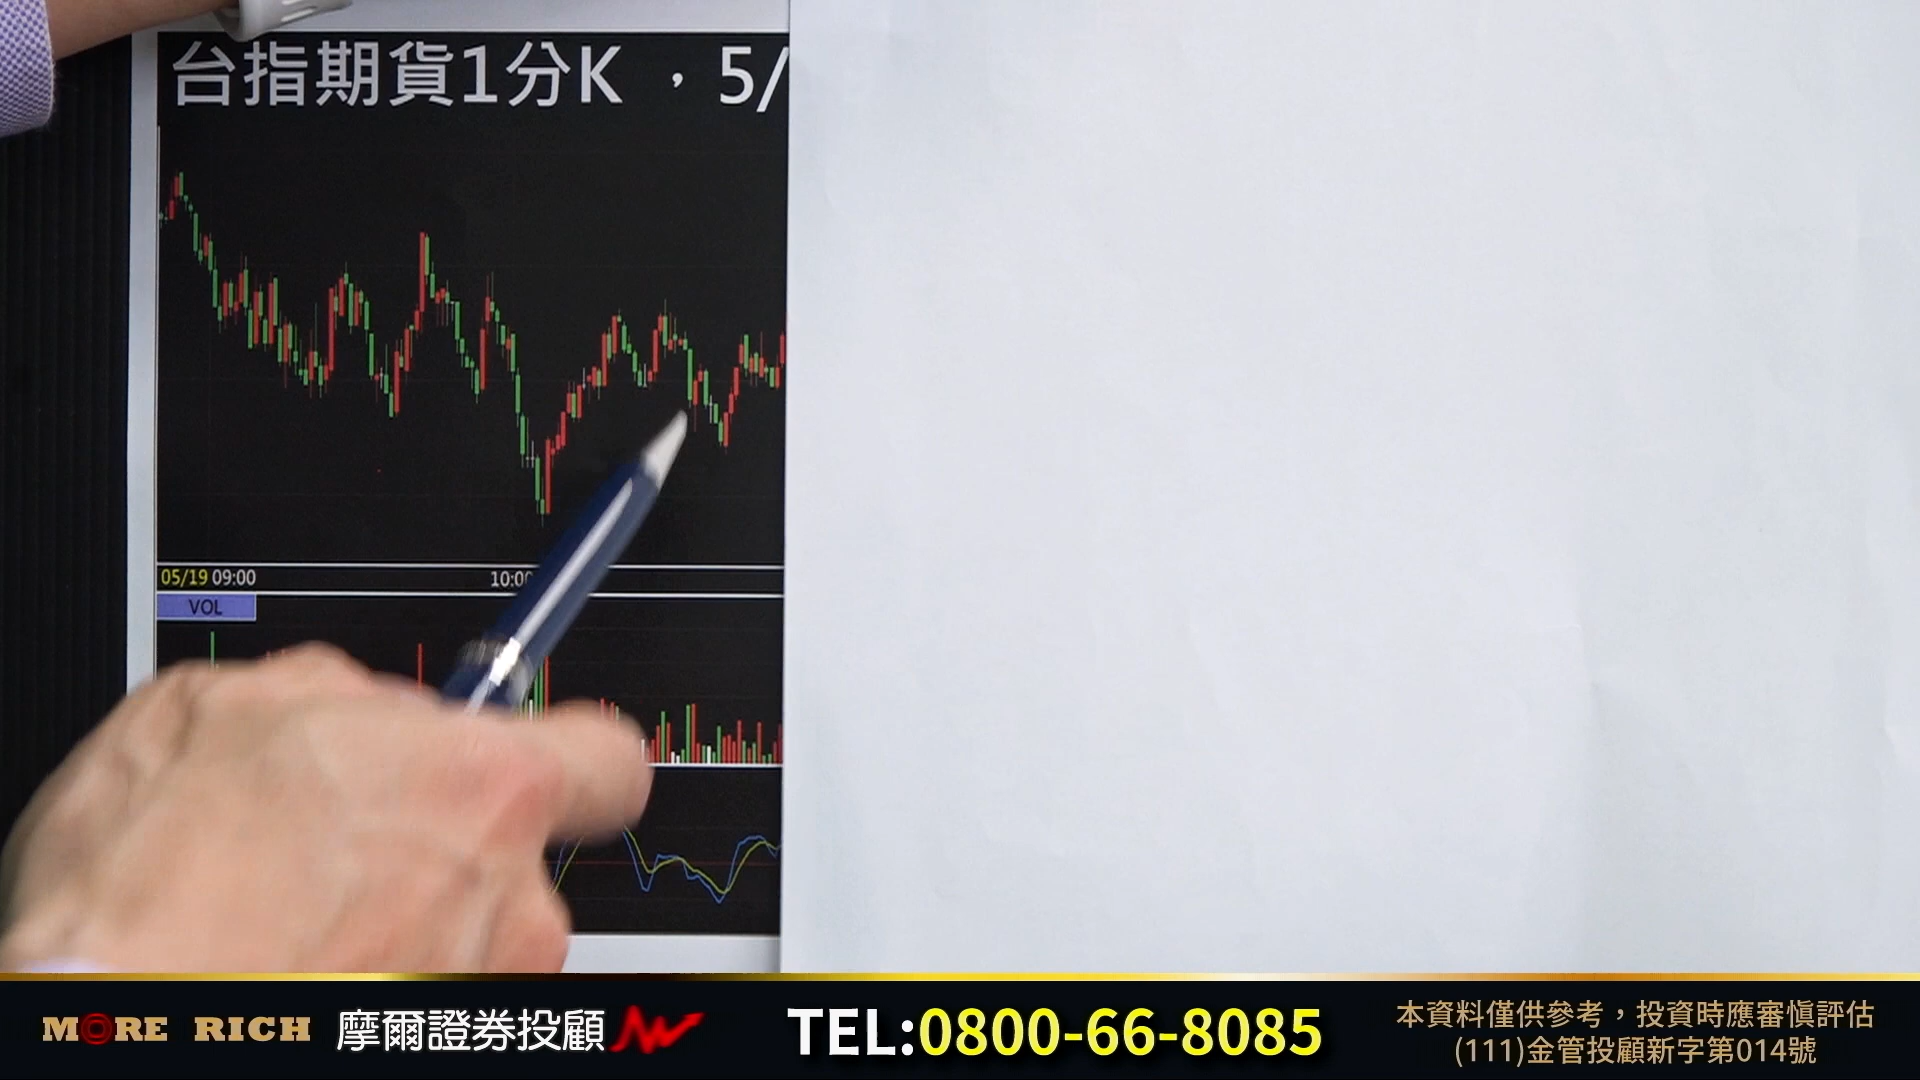 台指期貨1分K ，5/
05/19 09:00
10:00
VOL
MORE RICH 摩爾證券投顧
TEL:0800-66-8085
本資料僅供參考，投資時應審慎評估
(111)金管投顧新字第014號